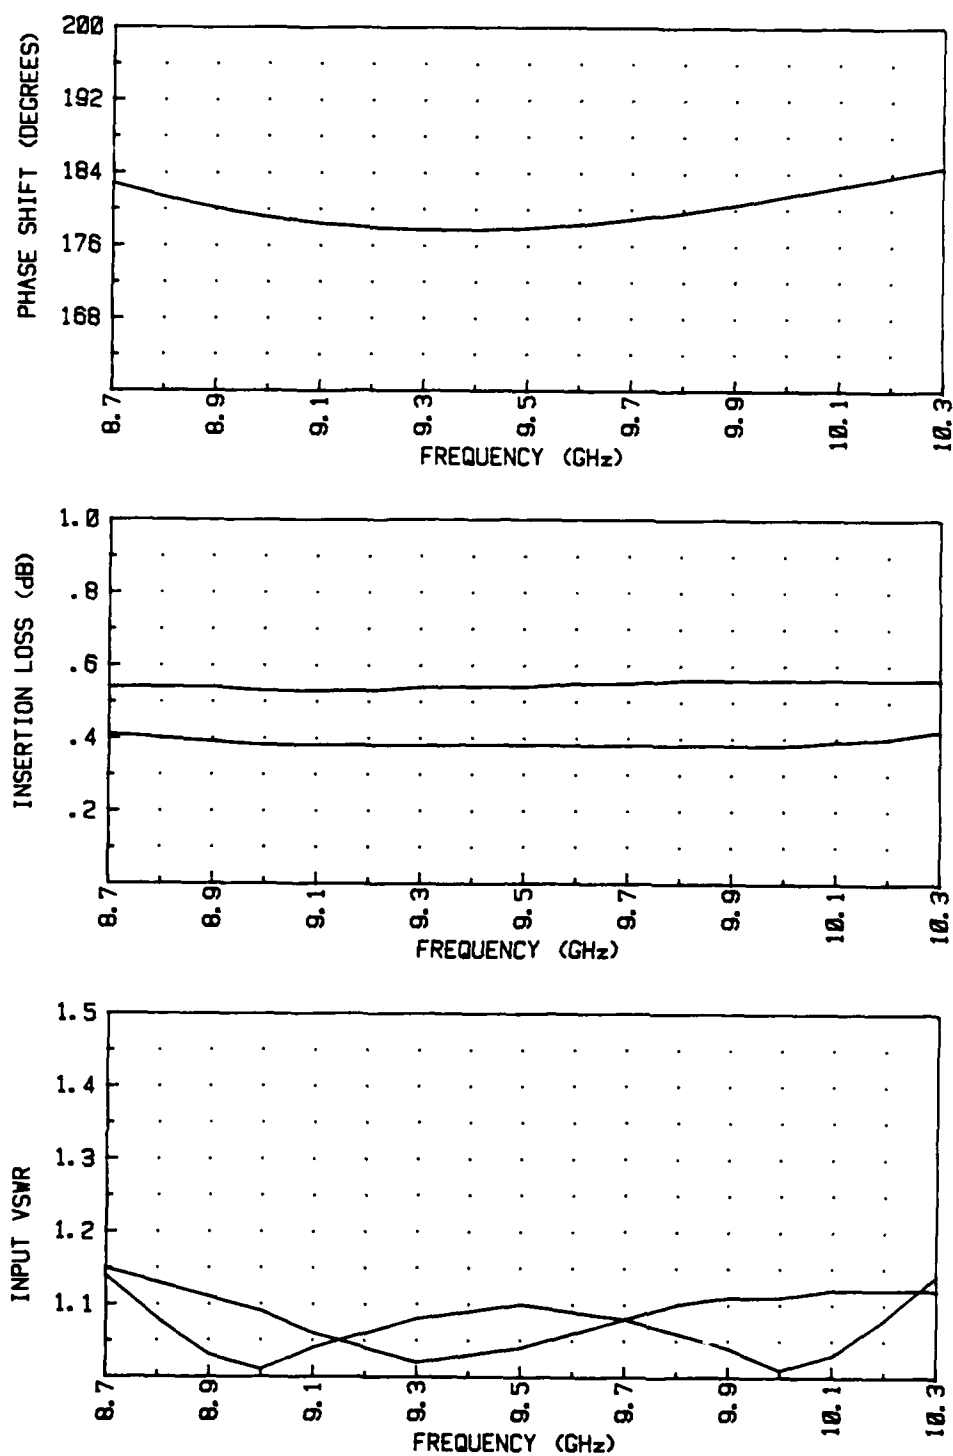 PHASE SHIFT (DEGREES)
200
192
184
176
168
8.7 8.9 9.1 9.3 9.5 9.7 9.9 10.1 10.3
FREQUENCY (GHz)
INSERTION LOSS (dB)
1.0
.8
.6
.4
.2
8.7 8.9 9.1 9.3 9.5 9.7 9.9 10.1 10.3
FREQUENCY (GHz)
INPUT VSWR
1.5
1.4
1.3
1.2
1.1
8.7 8.9 9.1 9.3 9.5 9.7 9.9 10.1 10.3
FREQUENCY (GHz)